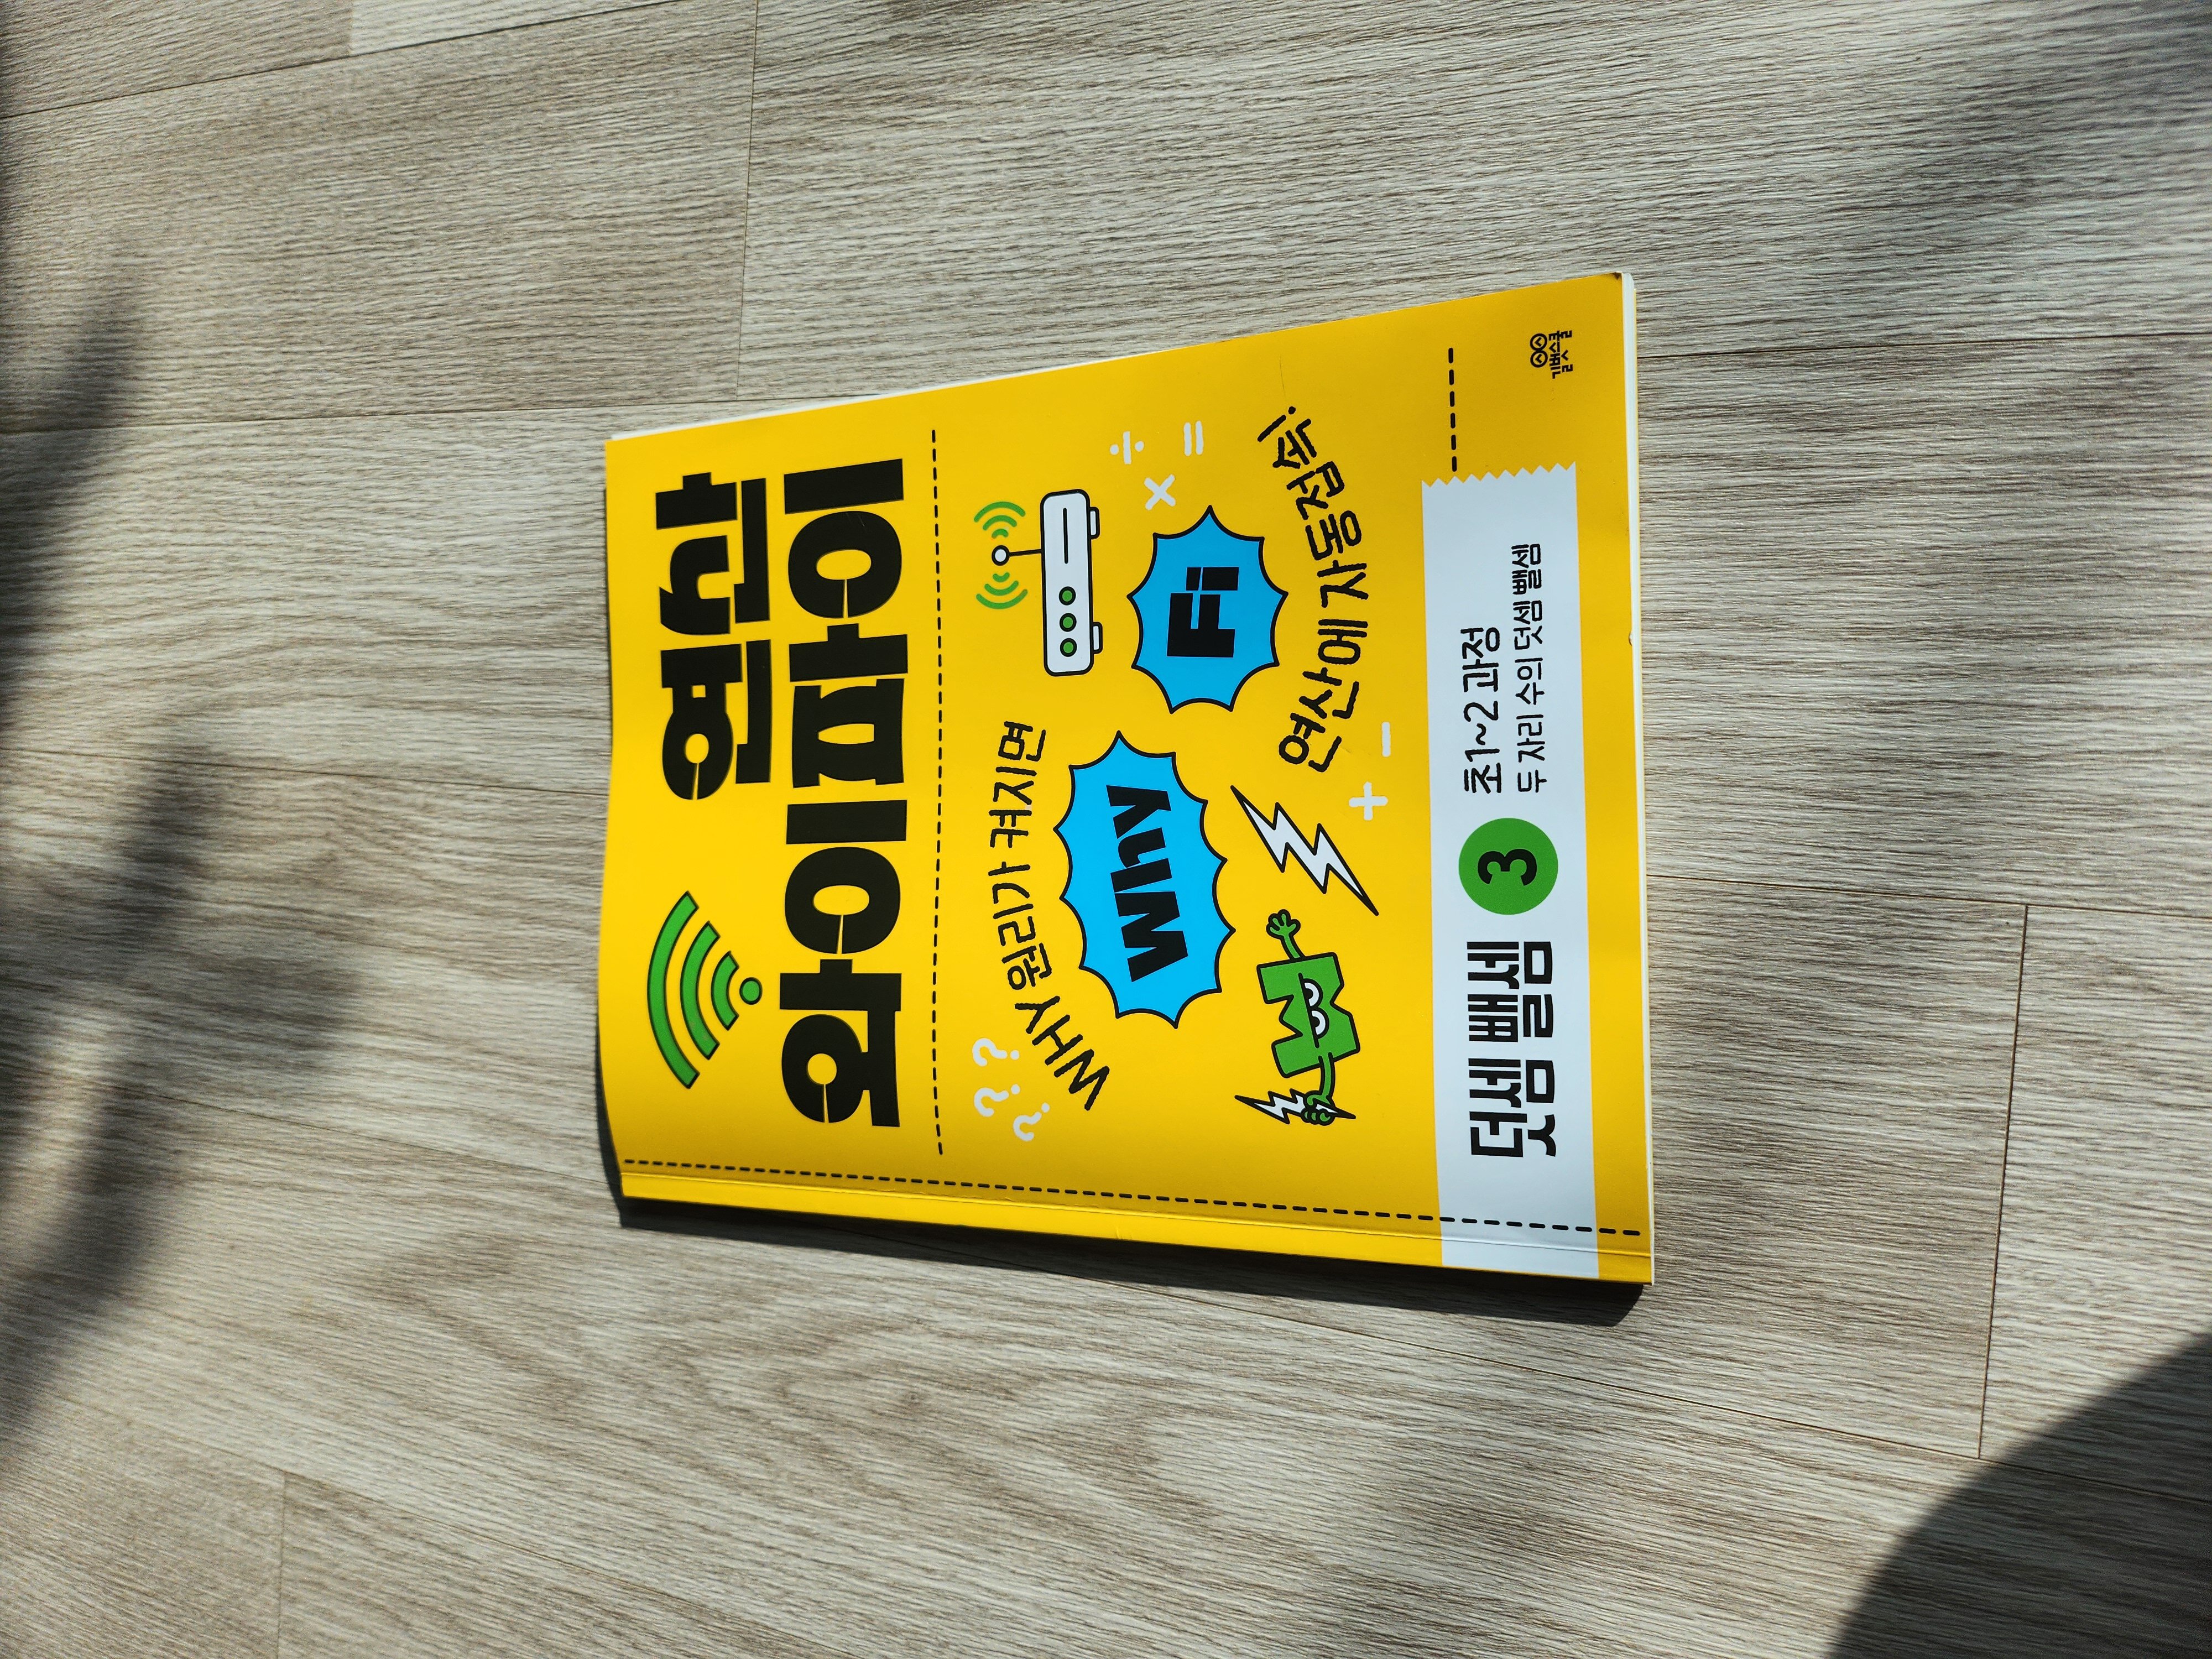 연산
와이파이
WHY 원리가 켜지면
Why
Fi
연산에 자동접속!
???
÷ × =
+ −
W
덧셈 뺄셈 3
초1~2 과정
두 자리 수의 덧셈 뺄셈
길벗스쿨